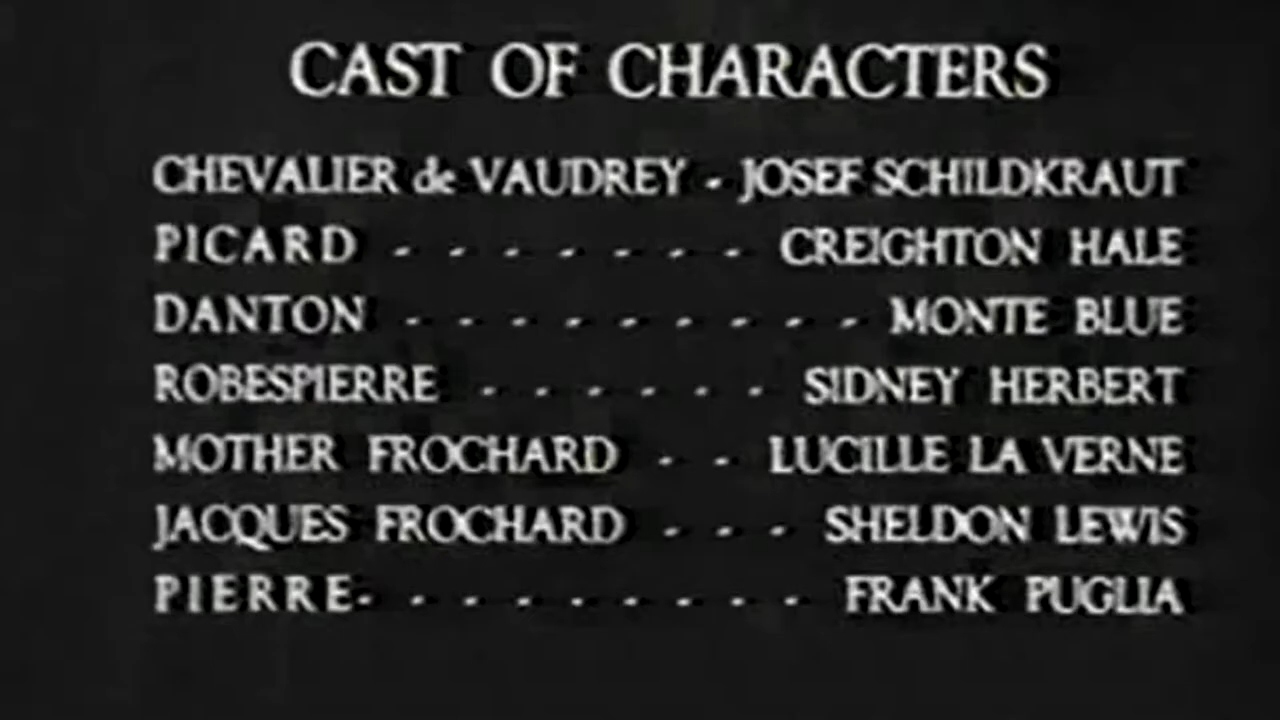 CAST OF CHARACTERS
CHEVALIER de VAUDREY - JOSEF SCHILDKRAUT
PICARD - - - - - - - CREIGHTON HALE
DANTON - - - - - - - - - MONTE BLUE
ROBESPIERRE - - - - - - SIDNEY HERBERT
MOTHER FROCHARD - - LUCILLE LA VERNE
JACQUES FROCHARD - - - SHELDON LEWIS
PIERRE- - - - - - - - - FRANK PUGLIA